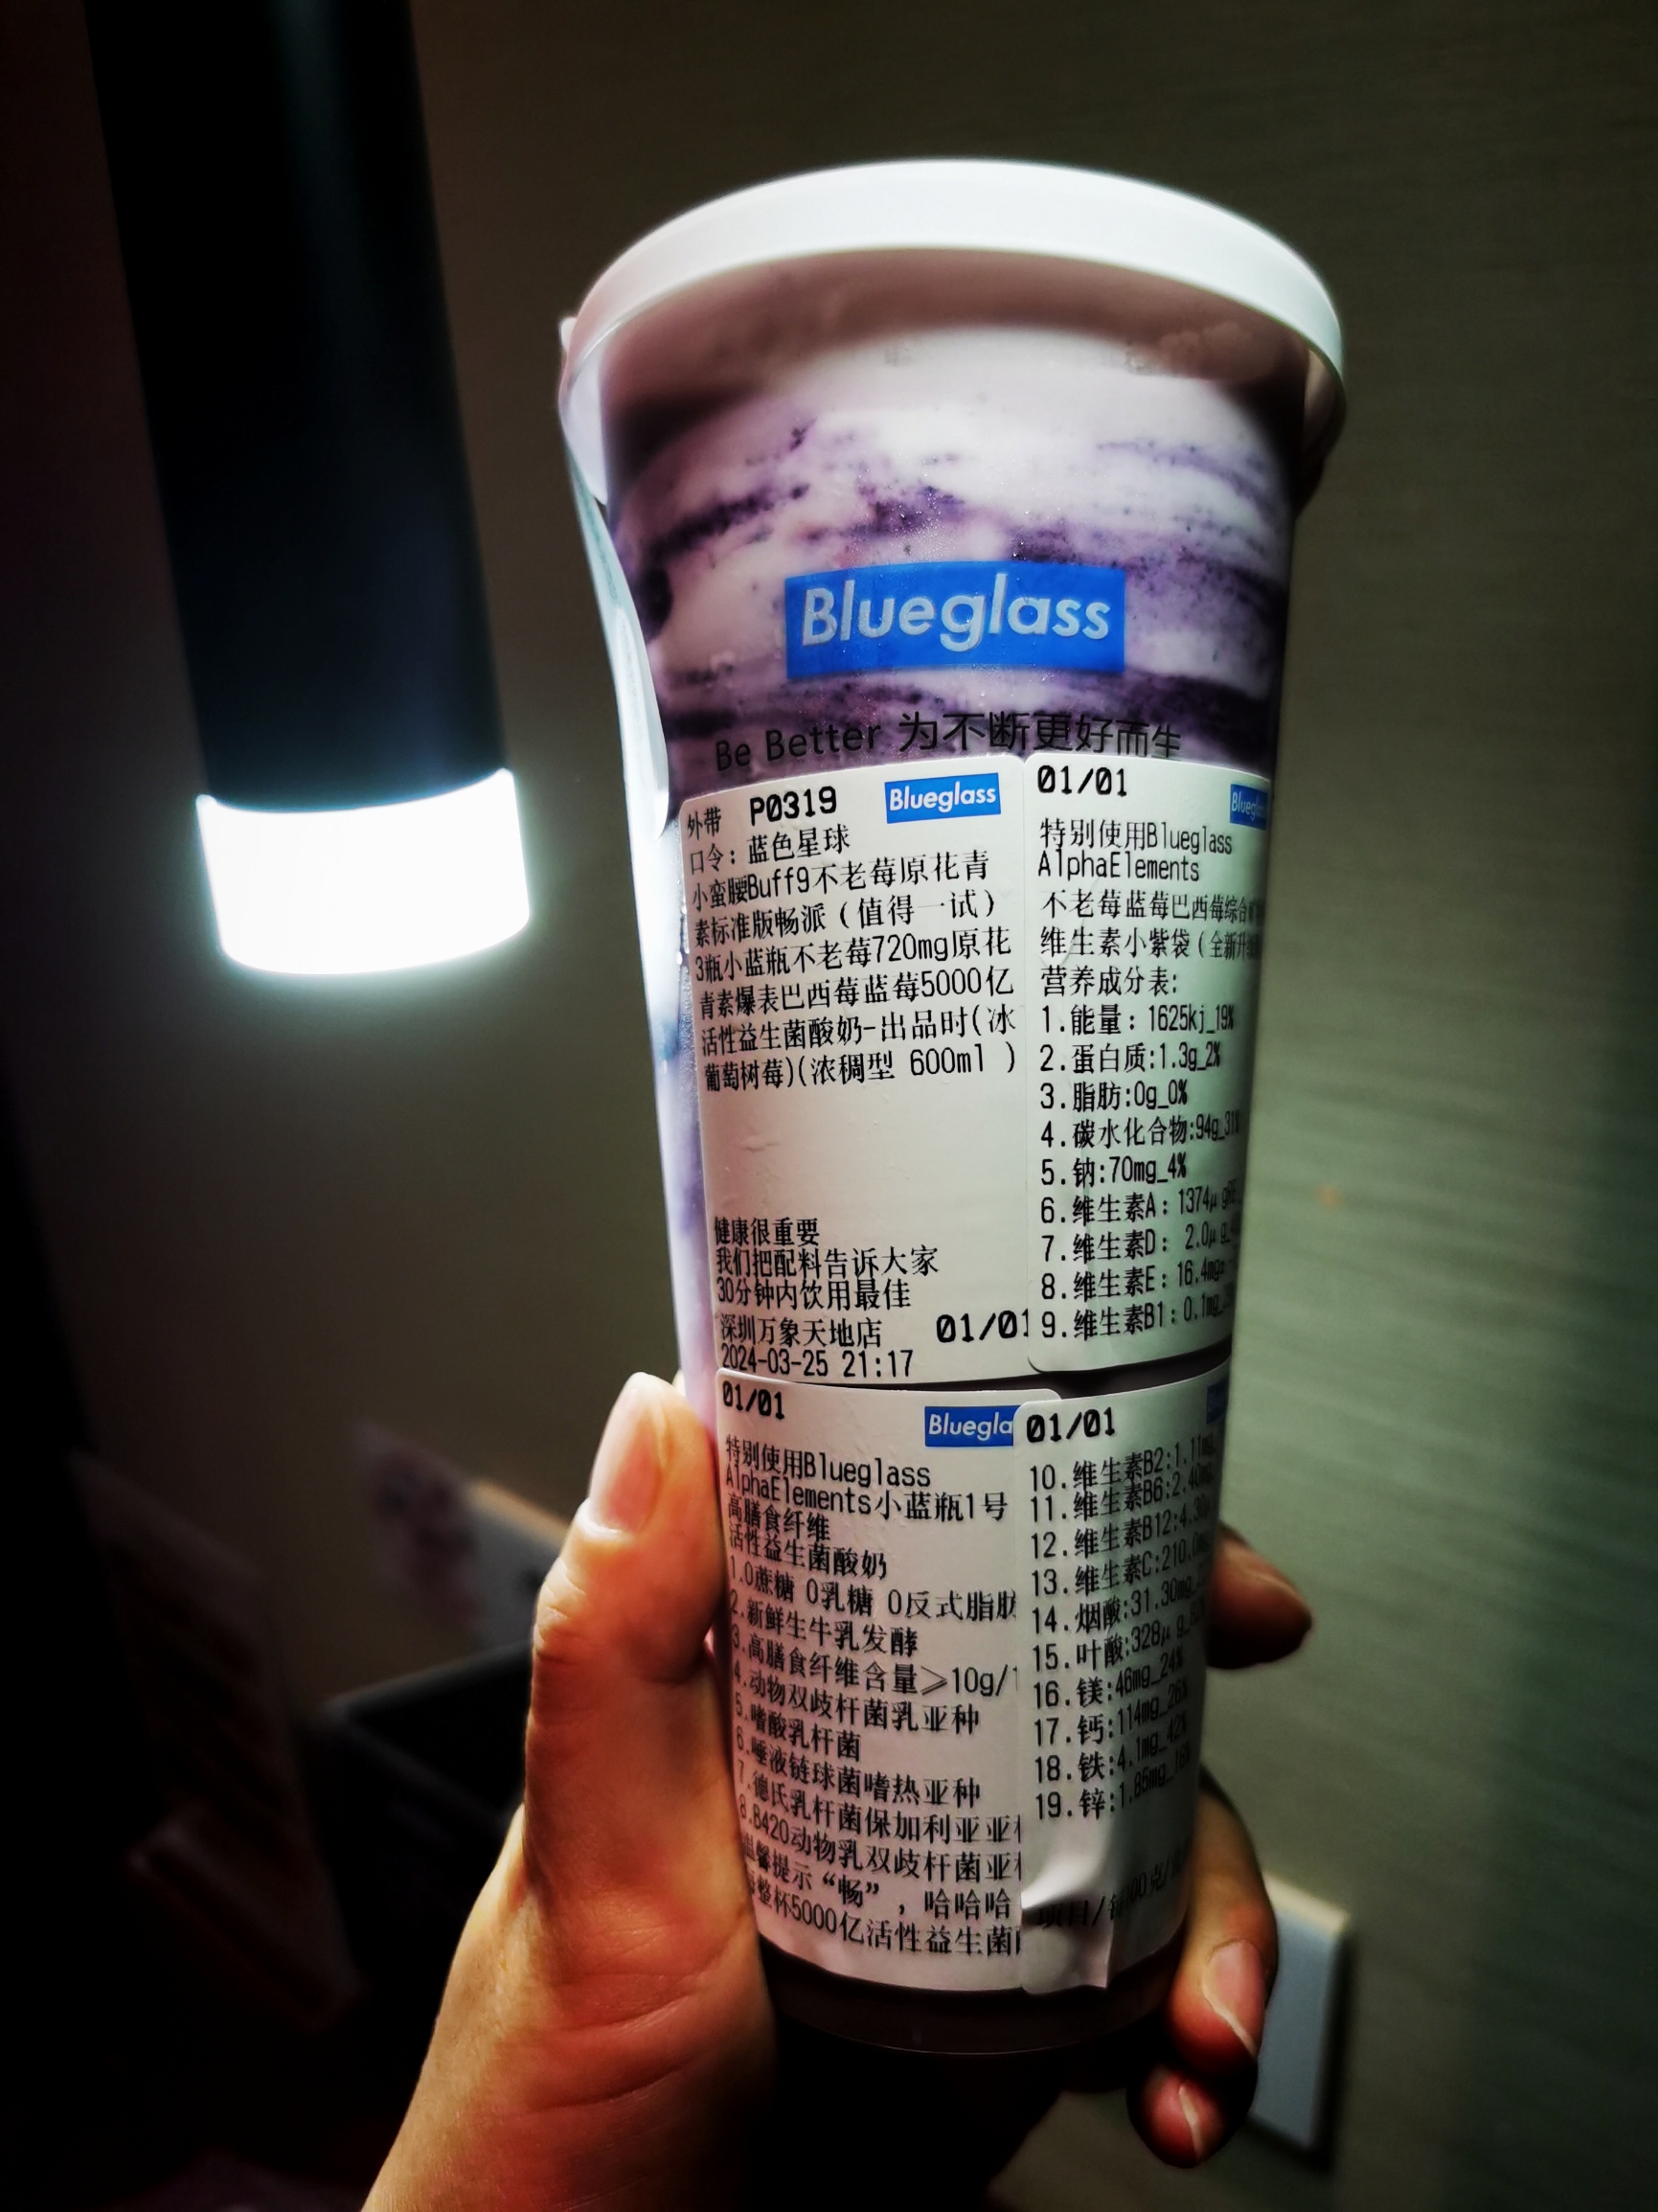 Blueglass
Be Better 为不断更好而生
外带 P0319 Blueglass
口令：蓝色星球
小蛮腰Buff9不老莓原花青
素标准版畅派（值得一试）
3瓶小蓝瓶不老莓720mg原花
青素爆表巴西莓蓝莓5000亿
活性益生菌酸奶-出品时(冰
葡萄树莓)(浓稠型 600ml )
健康很重要
我们把配料告诉大家
30分钟内饮用最佳
深圳万象天地店 01/01
2024-03-25 21:17
01/01
Blueglass
特别使用Blueglass
AlphaElements
不老莓蓝莓巴西莓综合
维生素小紫袋（全新升
营养成分表:
1.能量: 1625kj_19%
2.蛋白质:1.3g_2%
3.脂肪:0g_0%
4.碳水化合物:94g_31%
5.钠:70mg_4%
6.维生素A: 1374μg
7.维生素D: 2.0μg
8.维生素E: 16.4mg
9.维生素B1: 0.1mg
01/01
Bluegla
特别使用Blueglass
AlphaElements小蓝瓶1号
高膳食纤维
活性益生菌酸奶
1.0蔗糖 0乳糖 0反式脂肪
2.新鲜生牛乳发酵
3.高膳食纤维含量≥10g/
4.动物双歧杆菌乳亚种
5.嗜酸乳杆菌
6.唾液链球菌嗜热亚种
7.德氏乳杆菌保加利亚亚
8.B420动物乳双歧杆菌亚
温馨提示“畅”，哈哈哈
整杯5000亿活性益生菌
01/01
10.维生素B2:1.11mg
11.维生素B6:2.40mg
12.维生素B12:4.30
13.维生素C:210.0
14.烟酸:31.30mg
15.叶酸:328μg
16.镁:46mg_24%
17.钙:114mg_26%
18.铁:4.1mg_42%
19.锌:1.85mg
项目/每100克/